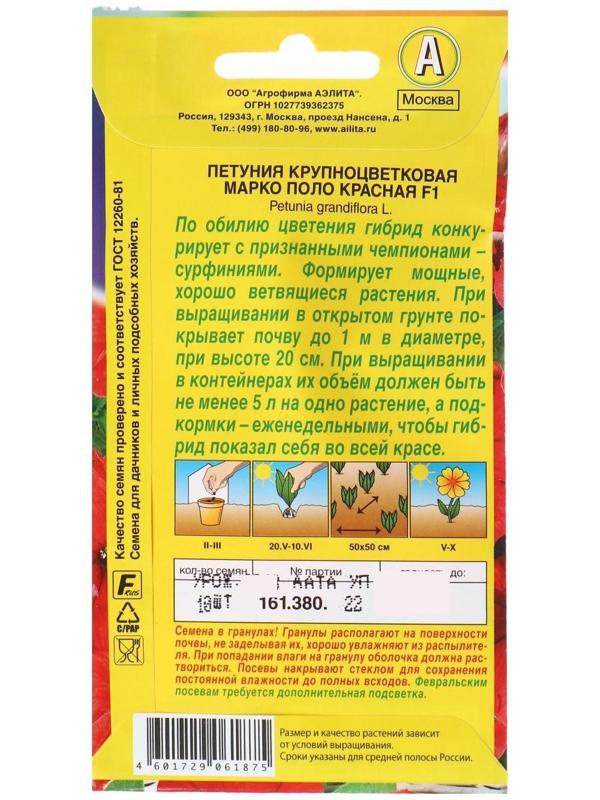 А
Москва
ООО "Агрофирма АЭЛИТА".
ОГРН 1027739362375
Россия, 129343, г. Москва, проезд Нансена, д. 1
Тел.: (499) 180-80-96, www.ailita.ru
ПЕТУНИЯ КРУПНОЦВЕТКОВАЯ
МАРКО ПОЛО КРАСНАЯ F1
Petunia grandiflora L.
По обилию цветения гибрид конку-
рирует с признанными чемпионами –
сурфиниями. Формирует мощные,
хорошо ветвящиеся растения. При
выращивании в открытом грунте по-
крывает почву до 1 м в диаметре,
при высоте 20 см. При выращивании
в контейнерах их объём должен быть
не менее 5 л на одно растение, а под-
кормки – еженедельными, чтобы гиб-
рид показал себя во всей красе.
Качество семян проверено и соответствует ГОСТ 12260-81
Семена для дачников и личных подсобных хозяйств.
II-III
20.V-10.VI
50х50 см
V-X
кол-во семян
№ партии
до:
УРОЖ. ДАТА УП
10ШТ 161.380. 22
F Rus
C/PAP
Семена в гранулах! Гранулы располагают на поверхности
почвы, не заделывая их, хорошо увлажняют из распылите-
ля. При попадании влаги на гранулу оболочка должна рас-
твориться. Посевы накрывают стеклом для сохранения
постоянной влажности до полных всходов. Февральским
посевам требуется дополнительная подсветка.
4 601729 061875
Размер и качество растений зависит
от условий выращивания.
Сроки указаны для средней полосы России.